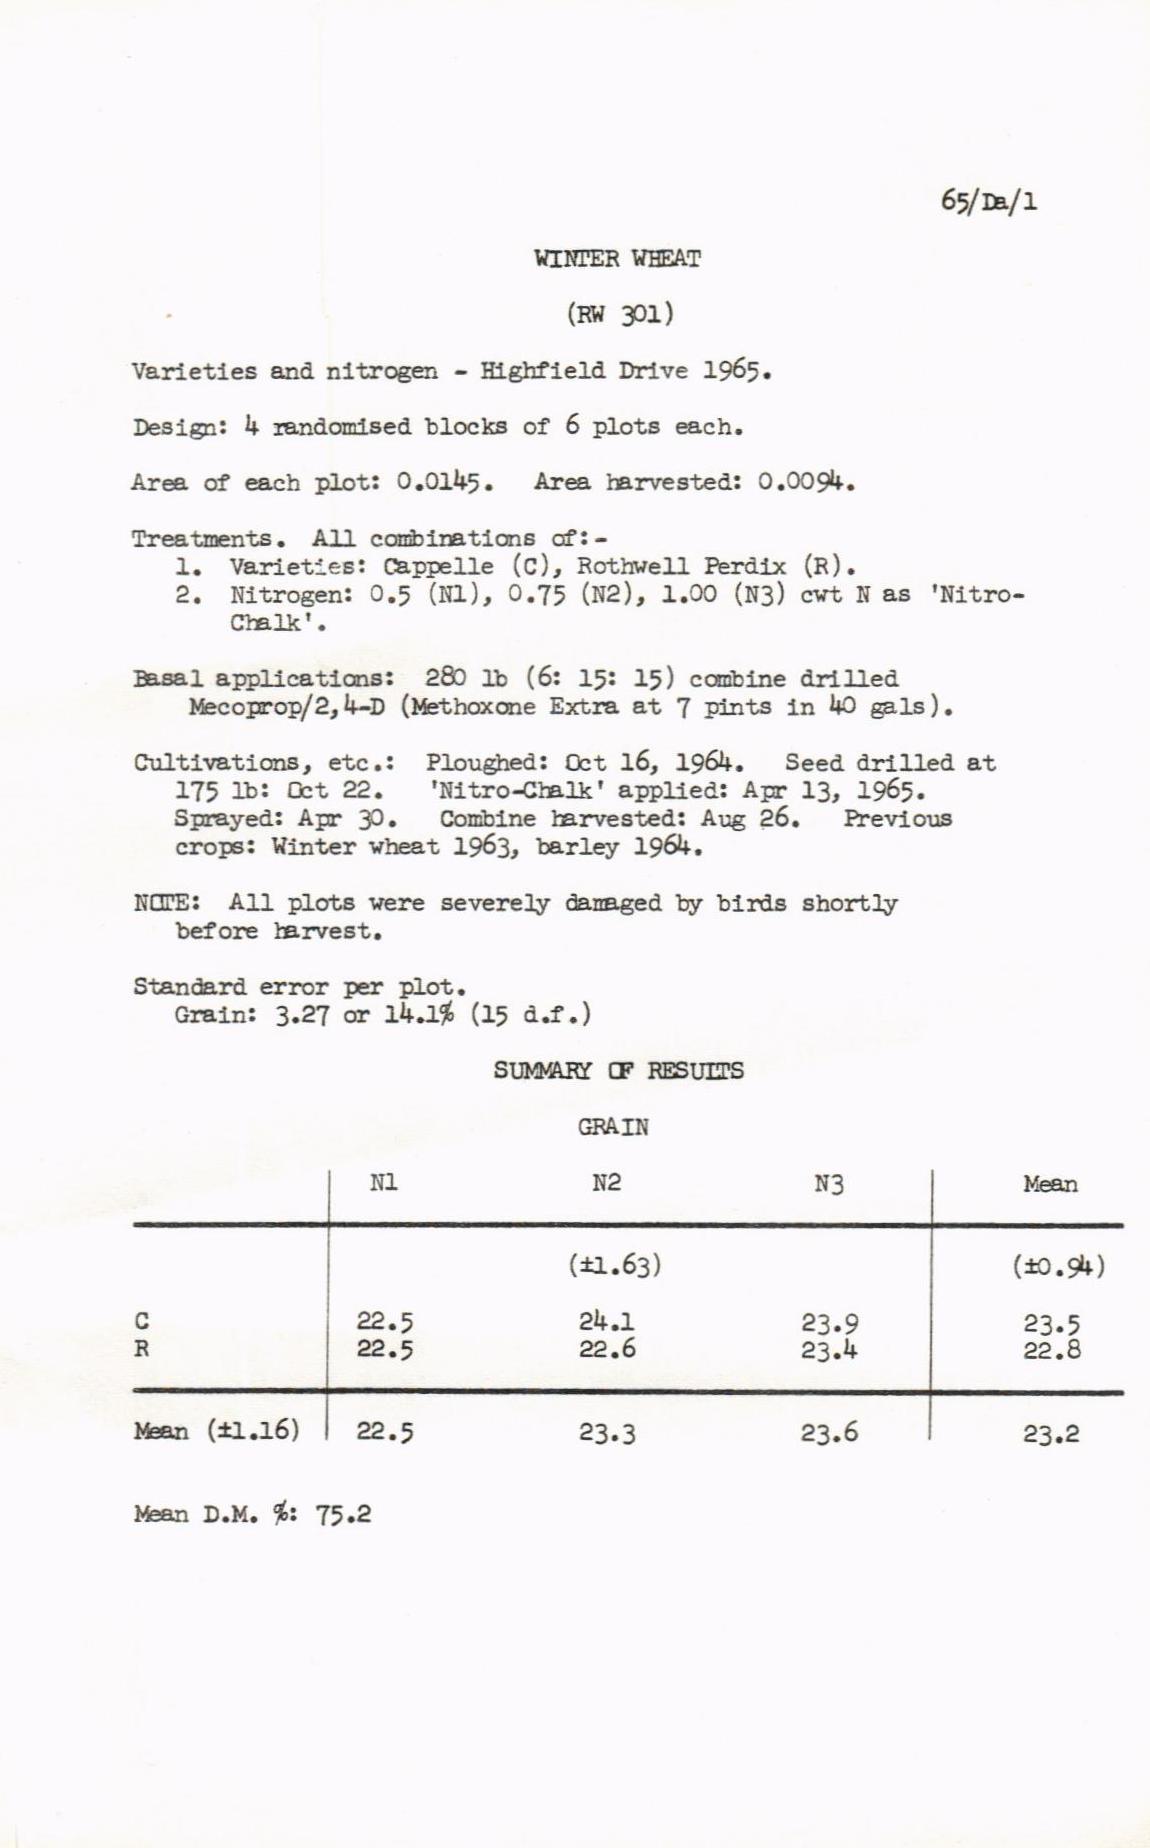 65/Da/1
WINTER WHEAT
(RW 301)
Varieties and nitrogen - Highfield Drive 1965.
Design: 4 randomised blocks of 6 plots each.
Area of each plot: 0.0145. Area harvested: 0.0094.
Treatments. All combinations of:-
1. Varieties: Cappelle (C), Rothwell Perdix (R).
2. Nitrogen: 0.5 (N1), 0.75 (N2), 1.00 (N3) cwt N as 'Nitro-
Chalk'.
Basal applications: 280 lb (6: 15: 15) combine drilled
Mecoprop/2,4-D (Methoxone Extra at 7 pints in 40 gals).
Cultivations, etc.: Ploughed: Oct 16, 1964. Seed drilled at
175 lb: Oct 22. 'Nitro-Chalk' applied: Apr 13, 1965.
Sprayed: Apr 30. Combine harvested: Aug 26. Previous
crops: Winter wheat 1963, barley 1964.
NOTE: All plots were severely damaged by birds shortly
before harvest.
Standard error per plot.
Grain: 3.27 or 14.1% (15 d.f.)
SUMMARY OF RESULTS
GRAIN
N1 N2 N3 Mean
(±1.63) (±0.94)
C 22.5 24.1 23.9 23.5
R 22.5 22.6 23.4 22.8
Mean (±1.16) 22.5 23.3 23.6 23.2
Mean D.M. %: 75.2